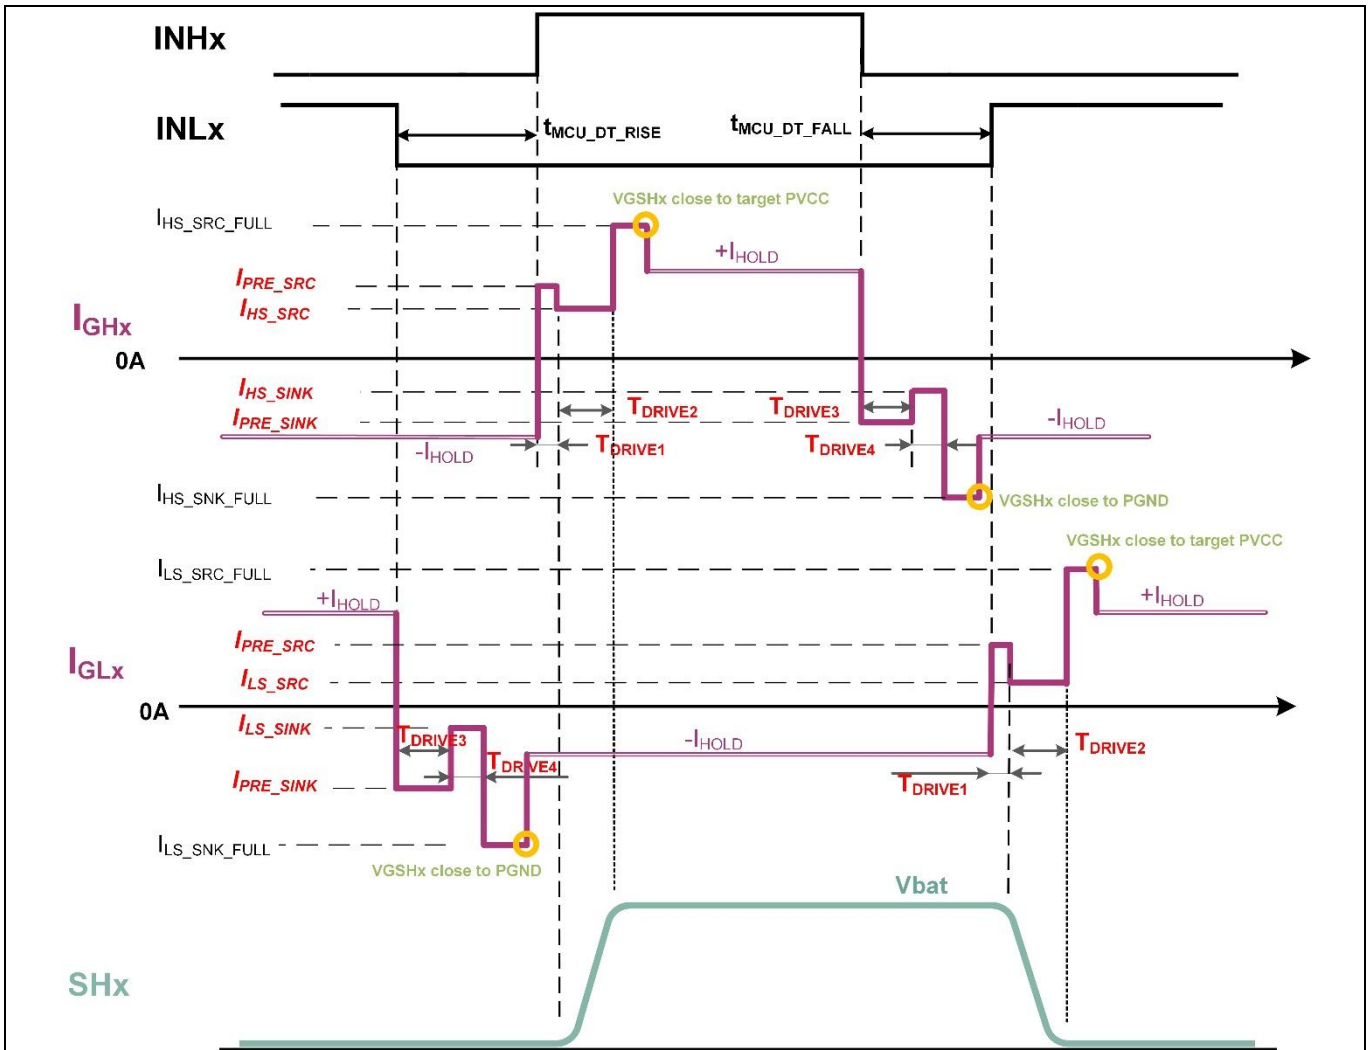 INHx
INLx
tMCU_DT_RISE
tMCU_DT_FALL
VGSHx close to target PVCC
IHS_SRC_FULL
+IHOLD
IPRE_SRC
IHS_SRC
IGHx
0A
IHS_SINK
IPRE_SINK
TDRIVE2
TDRIVE3
-IHOLD
-IHOLD
TDRIVE1
TDRIVE4
IHS_SNK_FULL
VGSHx close to PGND
VGSHx close to target PVCC
ILS_SRC_FULL
+IHOLD
+IHOLD
IPRE_SRC
IGLx
ILS_SRC
0A
ILS_SINK
TDRIVE3
-IHOLD
TDRIVE2
TDRIVE4
IPRE_SINK
TDRIVE1
ILS_SNK_FULL
VGSHx close to PGND
Vbat
SHx